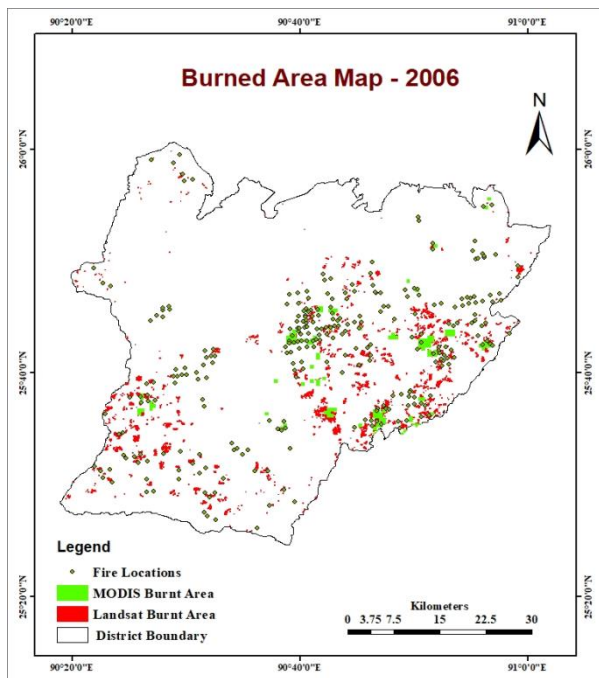 90°20'0"E 90°40'0"E 91°0'0"E
Burned Area Map - 2006
N
26°0'0"N 26°0'0"N
25°40'0"N 25°40'0"N
25°20'0"N 25°20'0"N
Legend
Fire Locations
MODIS Burnt Area
Landsat Burnt Area
District Boundary
Kilometers
0 3.75 7.5 15 22.5 30
90°20'0"E 90°40'0"E 91°0'0"E